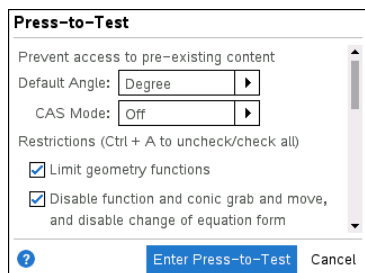 Press-to-Test
Prevent access to pre-existing content
Default Angle: Degree
CAS Mode: Off
Restrictions (Ctrl + A to uncheck/check all)
Limit geometry functions
Disable function and conic grab and move,
and disable change of equation form
? Enter Press-to-Test Cancel